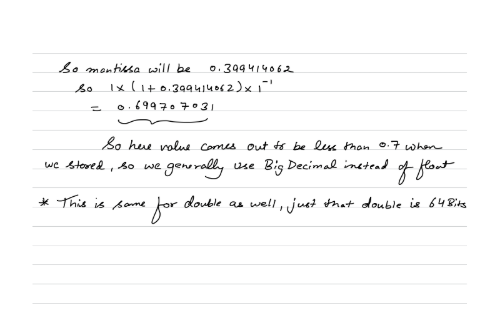 So mantissa will be 0.399414062
So 1 x (1 + 0.399414062) x 1⁻¹
= 0.699707031
So here value comes out to be less than 0.7 when
we stored, so we generally use Big Decimal instead of float
* This is same for double as well, just that double is 64 Bits